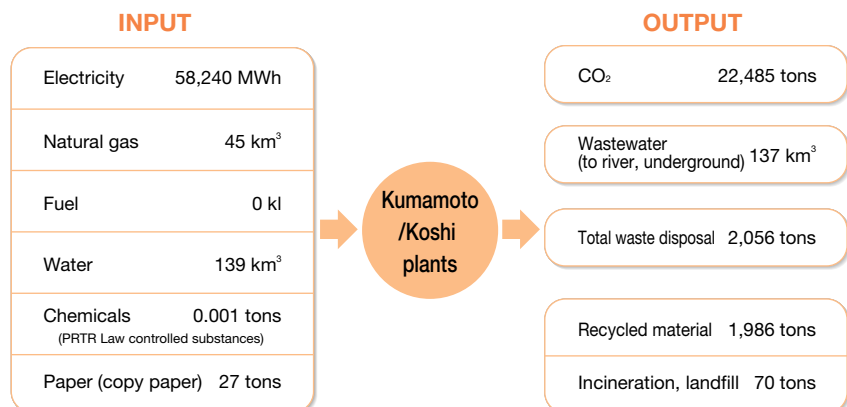 INPUT
Electricity 58,240 MWh
Natural gas 45 km³
Fuel 0 kl
Water 139 km³
Chemicals 0.001 tons
(PRTR Law controlled substances)
Paper (copy paper) 27 tons
Kumamoto
/Koshi
plants
OUTPUT
CO₂ 22,485 tons
Wastewater
(to river, underground) 137 km³
Total waste disposal 2,056 tons
Recycled material 1,986 tons
Incineration, landfill 70 tons